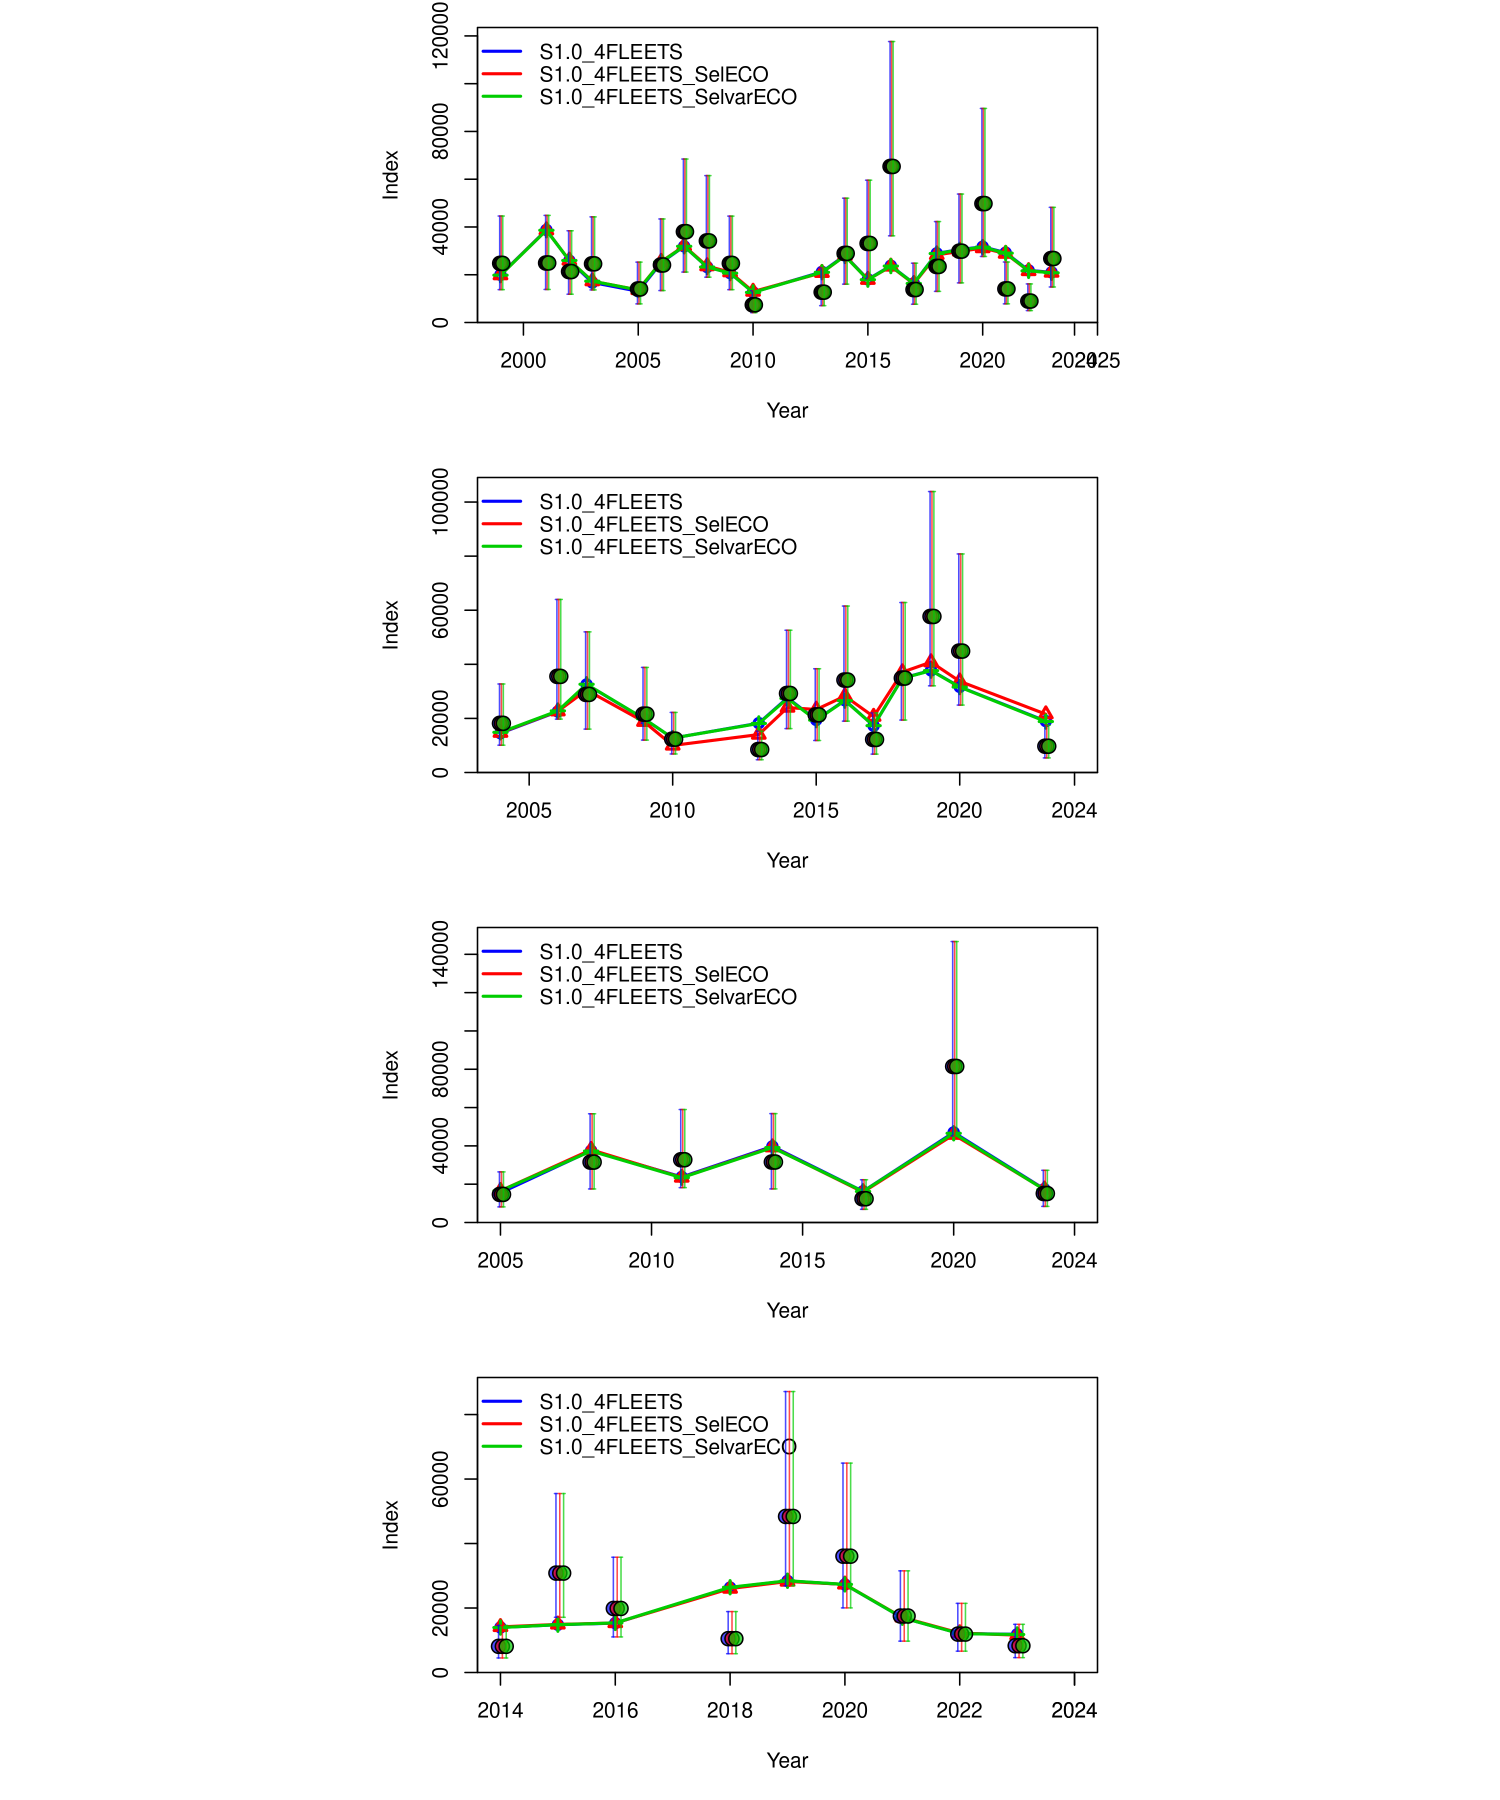 120000
80000
40000
0
Index
S1.0_4FLEETS
S1.0_4FLEETS_SelECO
S1.0_4FLEETS_SelvarECO
2000 2005 2010 2015 2020 2024 2025
Year
100000
60000
20000
0
Index
S1.0_4FLEETS
S1.0_4FLEETS_SelECO
S1.0_4FLEETS_SelvarECO
2005 2010 2015 2020 2024
Year
140000
80000
40000
0
Index
S1.0_4FLEETS
S1.0_4FLEETS_SelECO
S1.0_4FLEETS_SelvarECO
2005 2010 2015 2020 2024
Year
60000
20000
0
Index
S1.0_4FLEETS
S1.0_4FLEETS_SelECO
S1.0_4FLEETS_SelvarECO
2014 2016 2018 2020 2022 2024
Year